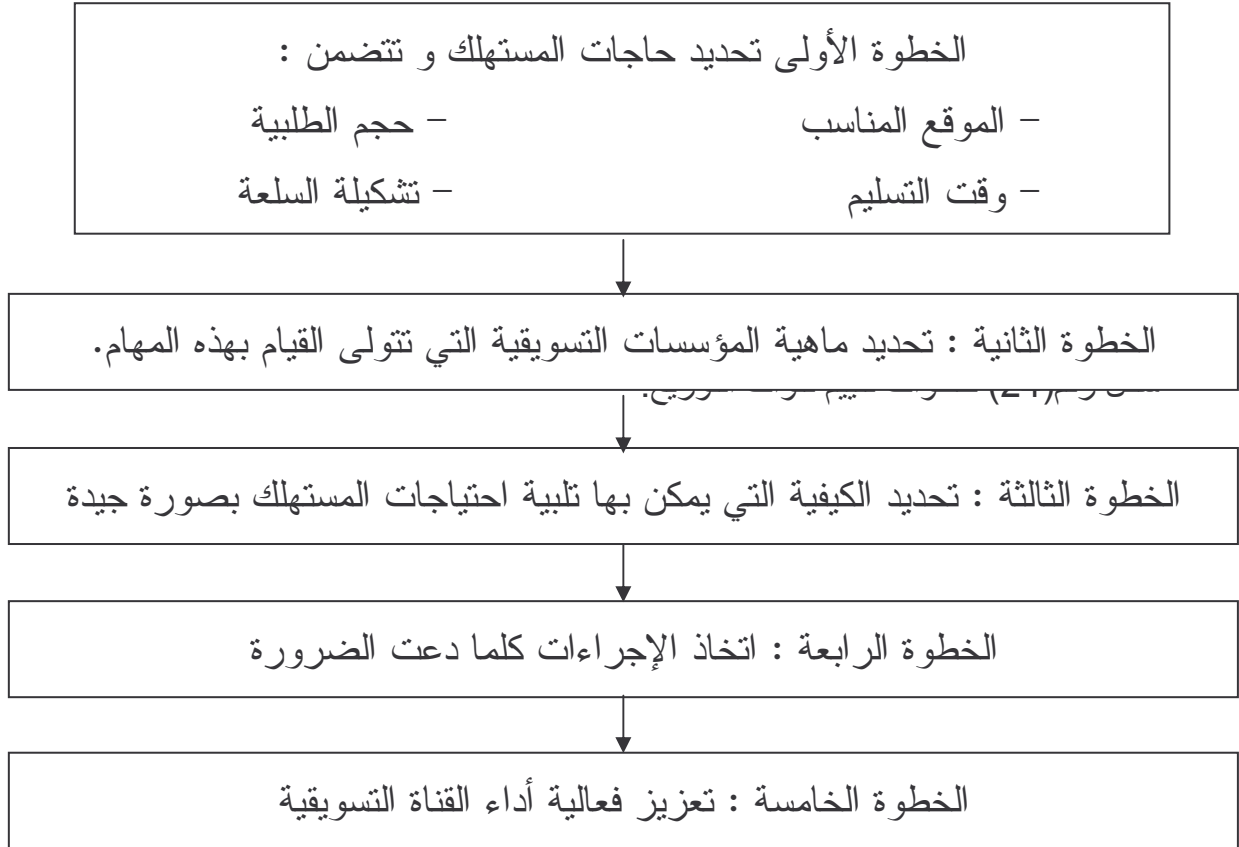 الخطوة الأولى تحديد حاجات المستهلك و تتضمن :
– الموقع المناسب – حجم الطلبية
– وقت التسليم – تشكيلة السلعة
الخطوة الثانية : تحديد ماهية المؤسسات التسويقية التي تتولى القيام بهذه المهام.
الخطوة الثالثة : تحديد الكيفية التي يمكن بها تلبية احتياجات المستهلك بصورة جيدة
الخطوة الرابعة : اتخاذ الإجراءات كلما دعت الضرورة
الخطوة الخامسة : تعزيز فعالية أداء القناة التسويقية